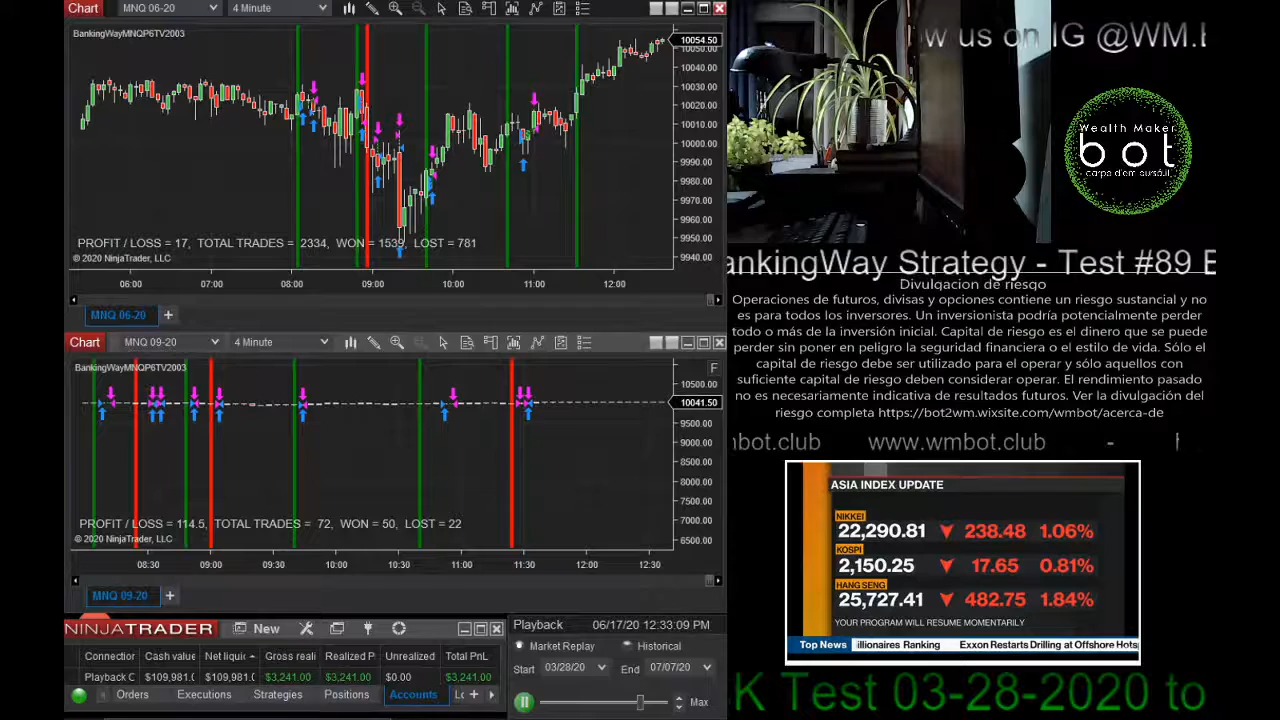 Chart MNQ 06-20 4 Minute
BankingWayMNQP6TV2003
10054.50
10040.00
10030.00
10020.00
10010.00
10000.00
9990.00
9980.00
9970.00
9960.00
9950.00
9940.00
PROFIT / LOSS = 17, TOTAL TRADES = 2334, WON = 1539, LOST = 781
© 2020 NinjaTrader, LLC
06:00 07:00 08:00 09:00 10:00 11:00 12:00
MNQ 06-20 +
Chart MNQ 09-20 4 Minute
BankingWayMNQP6TV2003
F
10500.00
10041.50
9500.00
9000.00
8500.00
8000.00
7500.00
7000.00
6500.00
PROFIT / LOSS = 114.5, TOTAL TRADES = 72, WON = 50, LOST = 22
© 2020 NinjaTrader, LLC
08:30 09:00 09:30 10:00 10:30 11:00 11:30 12:00 12:30
MNQ 09-20 +
NINJATRADER New
Connection Cash value Net liquic Gross reali Realized P Unrealized Total PnL
Playback C $109,981.0 $109,981.0 $3,241.00 $3,241.00 $0.00 $3,241.00
Orders Executions Strategies Positions Accounts Lo +
Playback 06/17/20 12:33:09 PM
Market Replay Historical
Start 03/28/20 End 07/07/20
Max
w us on IG @WM.
Wealth Maker
bot
ankingWay Strategy - Test #89
Divulgacion de riesgo
Operaciones de futuros, divisas y opciones contiene un riesgo sustancial y no
es para todos los inversores. Un inversionista podría potencialmente perder
todo o más de la inversión inicial. Capital de riesgo es el dinero que se puede
perder sin poner en peligro la seguridad financiera o el estilo de vida. Sólo el
capital de riesgo debe ser utilizado para el operar y sólo aquellos con
suficiente capital de riesgo deben considerar operar. El rendimiento pasado
no es necesariamente indicativa de resultados futuros. Ver la divulgación del
riesgo completa https://bot2wm.wixsite.com/wmbot/acerca-de
bot.club www.wmbot.club -
ASIA INDEX UPDATE
NIKKEI
22,290.81 238.48 1.06%
KOSPI
2,150.25 17.65 0.81%
HANG SENG
25,727.41 482.75 1.84%
YOUR PROGRAM WILL RESUME MOMENTARILY
Top News illionaires Ranking Exxon Restarts Drilling at Offshore Hots
K Test 03-28-2020 to